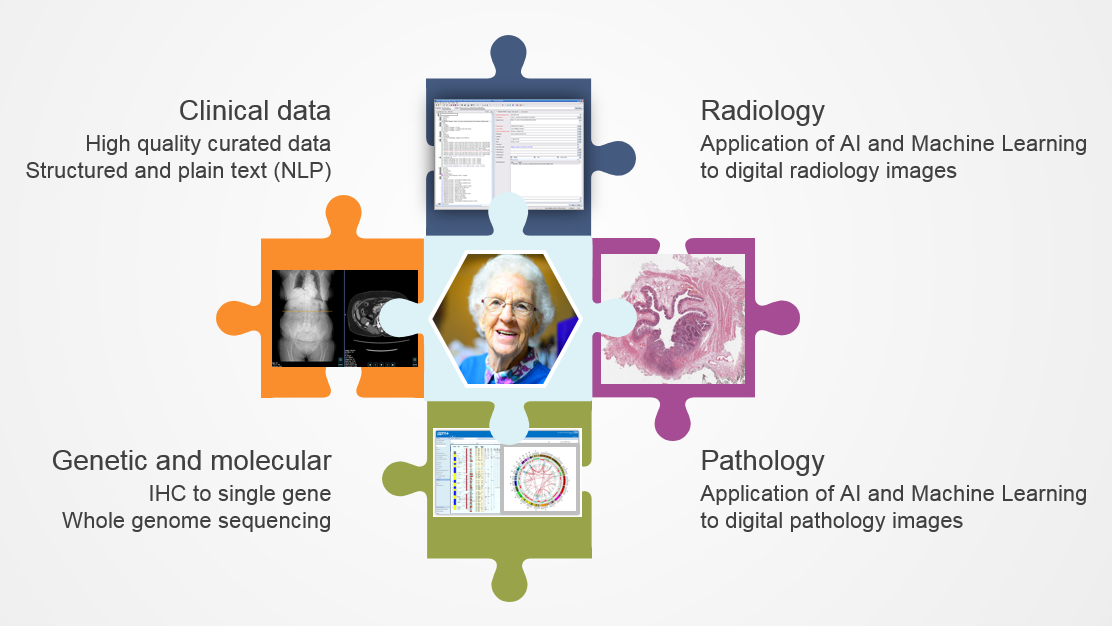 Clinical data
High quality curated data
Structured and plain text (NLP)
Radiology
Application of AI and Machine Learning
to digital radiology images
Genetic and molecular
IHC to single gene
Whole genome sequencing
Pathology
Application of AI and Machine Learning
to digital pathology images